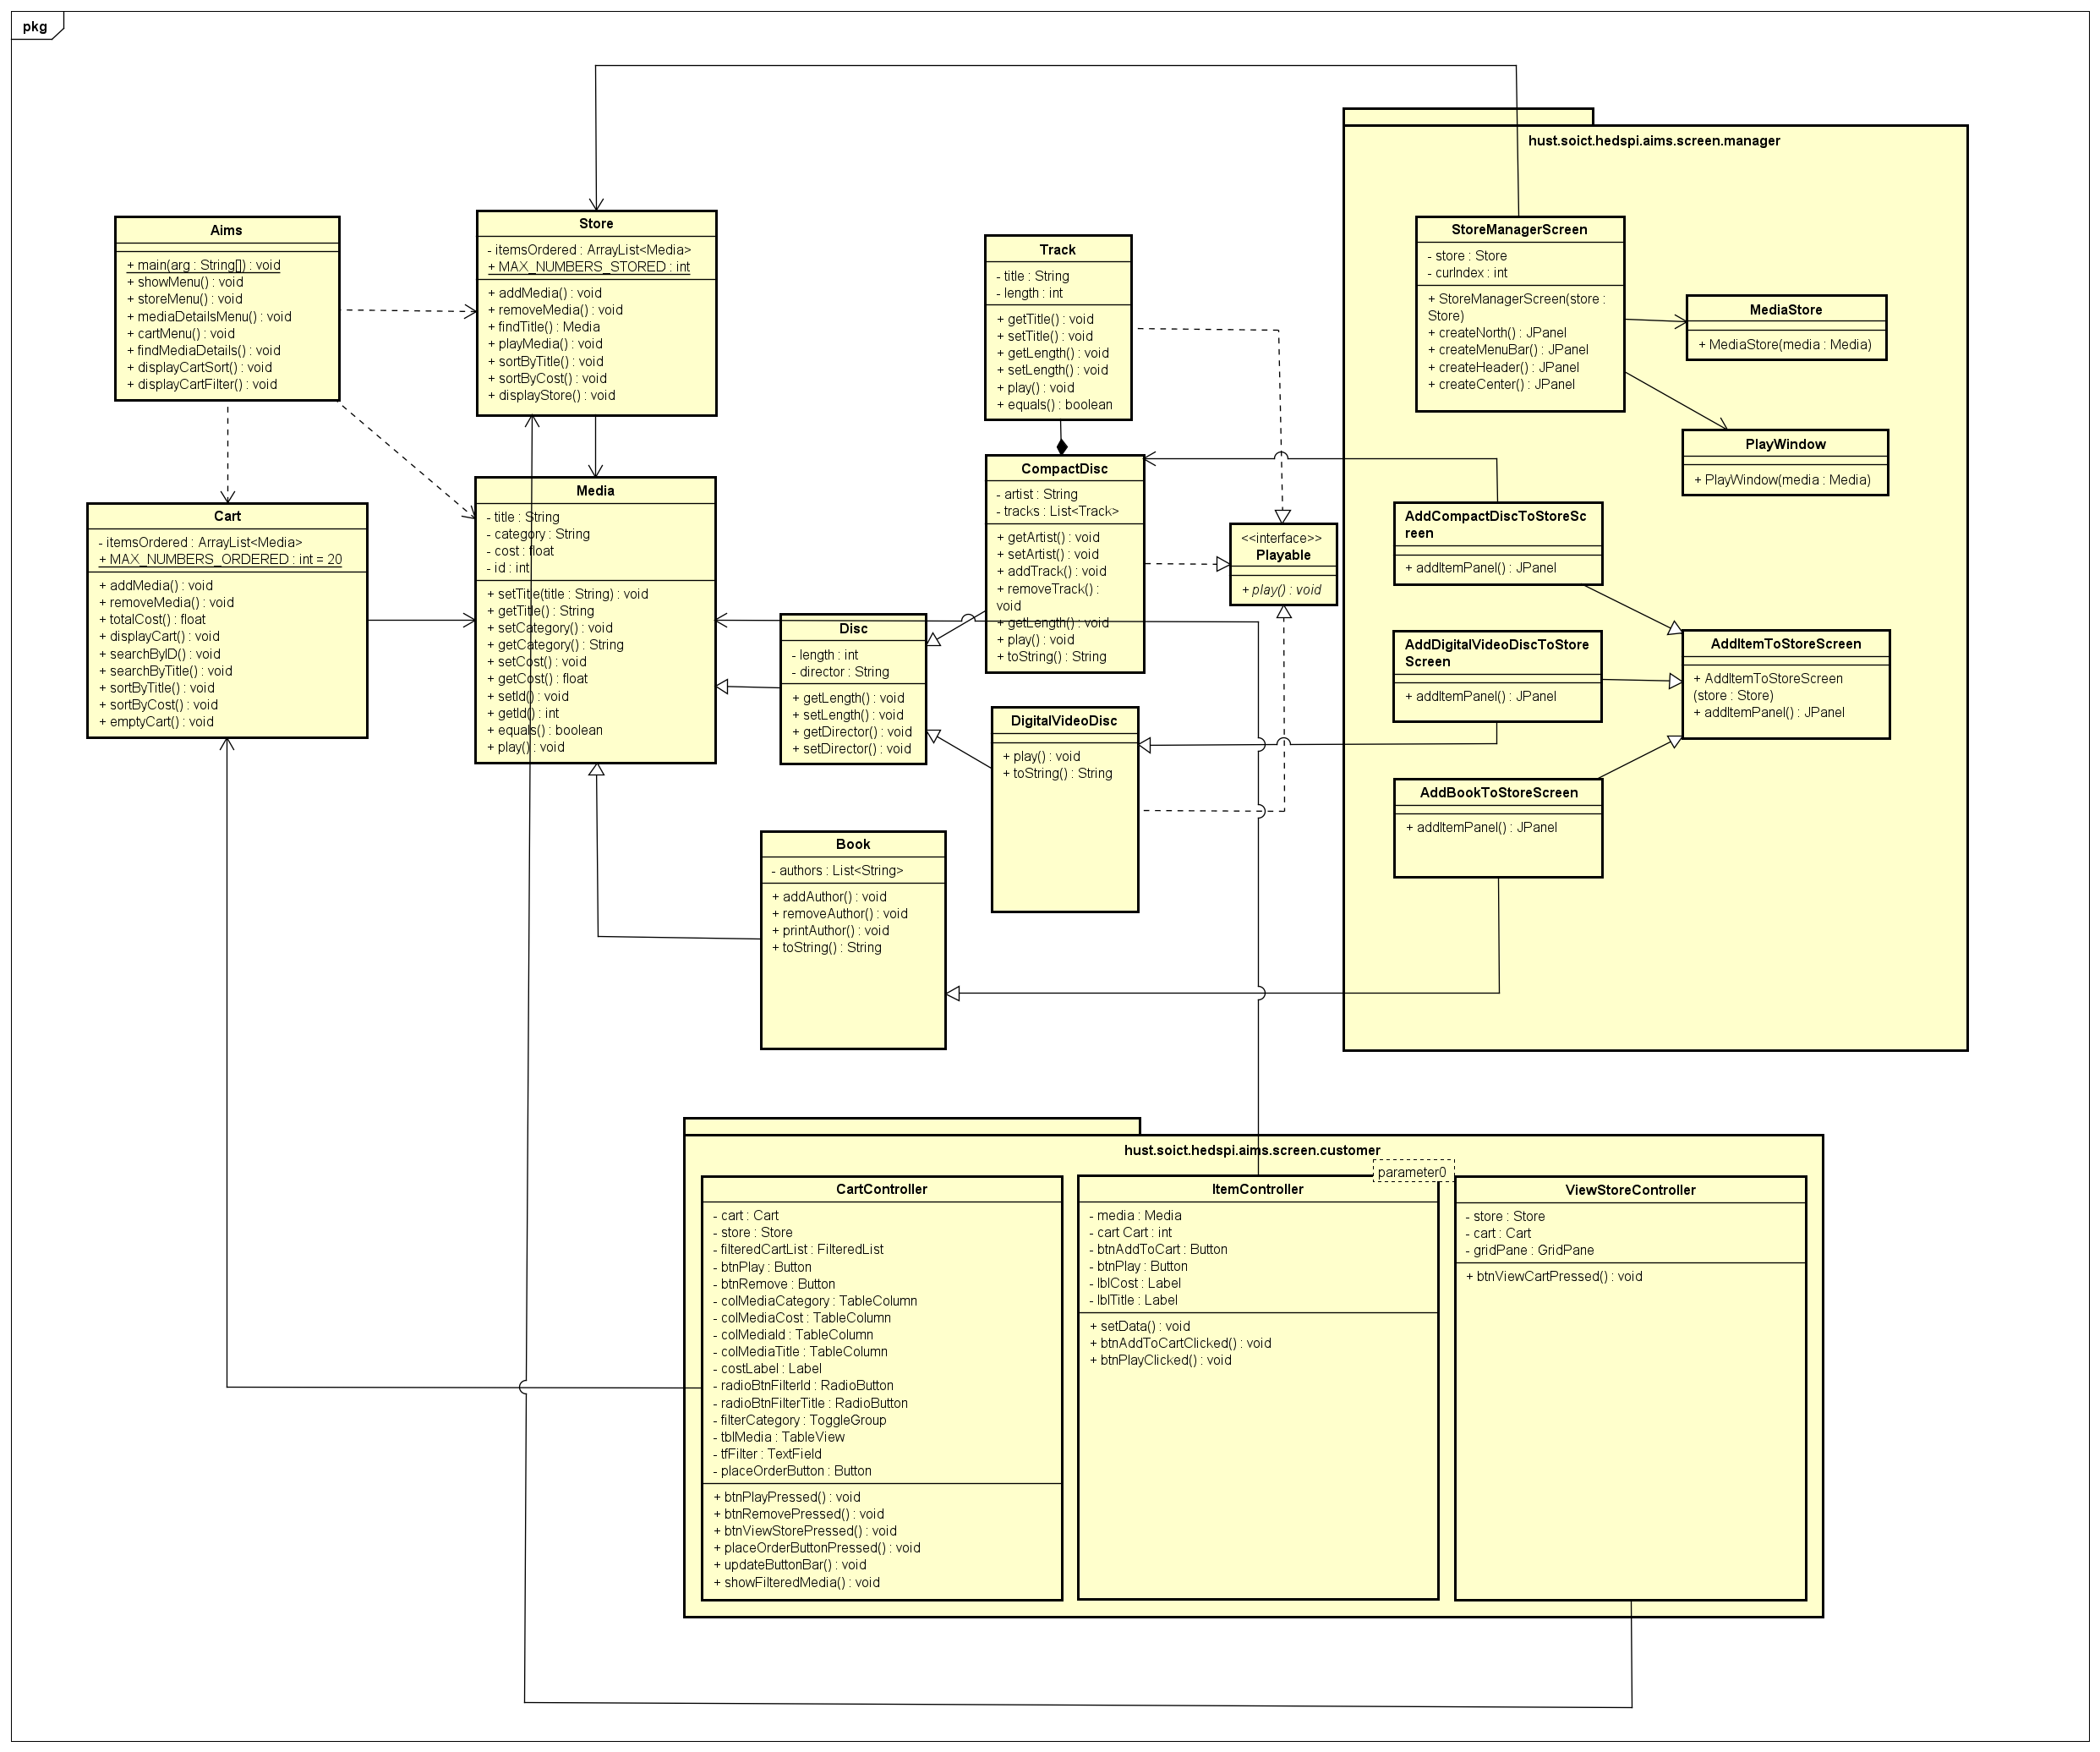 pkg
hust.soict.hedspi.aims.screen.manager
Aims
+ main(arg : String[]) : void
+ showMenu() : void
+ storeMenu() : void
+ mediaDetailsMenu() : void
+ cartMenu() : void
+ findMediaDetails() : void
+ displayCartSort() : void
+ displayCartFilter() : void
Store
- itemsOrdered : ArrayList<Media>
+ MAX_NUMBERS_STORED : int
+ addMedia() : void
+ removeMedia() : void
+ findTitle() : Media
+ playMedia() : void
+ sortByTitle() : void
+ sortByCost() : void
+ displayStore() : void
Track
- title : String
- length : int
+ getTitle() : void
+ setTitle() : void
+ getLength() : void
+ setLength() : void
+ play() : void
+ equals() : boolean
StoreManagerScreen
- store : Store
- curIndex : int
+ StoreManagerScreen(store :
Store)
+ createNorth() : JPanel
+ createMenuBar() : JPanel
+ createHeader() : JPanel
+ createCenter() : JPanel
MediaStore
+ MediaStore(media : Media)
PlayWindow
+ PlayWindow(media : Media)
Cart
- itemsOrdered : ArrayList<Media>
+ MAX_NUMBERS_ORDERED : int = 20
+ addMedia() : void
+ removeMedia() : void
+ totalCost() : float
+ displayCart() : void
+ searchByID() : void
+ searchByTitle() : void
+ sortByTitle() : void
+ sortByCost() : void
+ emptyCart() : void
Media
- title : String
- category : String
- cost : float
- id : int
+ setTitle(title : String) : void
+ getTitle() : String
+ setCategory() : void
+ getCategory() : String
+ setCost() : void
+ getCost() : float
+ setId() : void
+ getId() : int
+ equals() : boolean
+ play() : void
CompactDisc
- artist : String
- tracks : List<Track>
+ getArtist() : void
+ setArtist() : void
+ addTrack() : void
+ removeTrack() :
void
+ getLength() : void
+ play() : void
+ toString() : String
<<interface>>
Playable
+ play() : void
AddCompactDiscToStoreSc
reen
+ addItemPanel() : JPanel
Disc
- length : int
- director : String
+ getLength() : void
+ setLength() : void
+ getDirector() : void
+ setDirector() : void
AddDigitalVideoDiscToStore
Screen
+ addItemPanel() : JPanel
AddItemToStoreScreen
+ AddItemToStoreScreen
(store : Store)
+ addItemPanel() : JPanel
DigitalVideoDisc
+ play() : void
+ toString() : String
AddBookToStoreScreen
+ addItemPanel() : JPanel
Book
- authors : List<String>
+ addAuthor() : void
+ removeAuthor() : void
+ printAuthor() : void
+ toString() : String
hust.soict.hedspi.aims.screen.customer
CartController
- cart : Cart
- store : Store
- filteredCartList : FilteredList
- btnPlay : Button
- btnRemove : Button
- colMediaCategory : TableColumn
- colMediaCost : TableColumn
- colMediaId : TableColumn
- colMediaTitle : TableColumn
- costLabel : Label
- radioBtnFilterId : RadioButton
- radioBtnFilterTitle : RadioButton
- filterCategory : ToggleGroup
- tblMedia : TableView
- tfFilter : TextField
- placeOrderButton : Button
+ btnPlayPressed() : void
+ btnRemovePressed() : void
+ btnViewStorePressed() : void
+ placeOrderButtonPressed() : void
+ updateButtonBar() : void
+ showFilteredMedia() : void
parameter0
ItemController
- media : Media
- cart Cart : int
- btnAddToCart : Button
- btnPlay : Button
- lblCost : Label
- lblTitle : Label
+ setData() : void
+ btnAddToCartClicked() : void
+ btnPlayClicked() : void
ViewStoreController
- store : Store
- cart : Cart
- gridPane : GridPane
+ btnViewCartPressed() : void